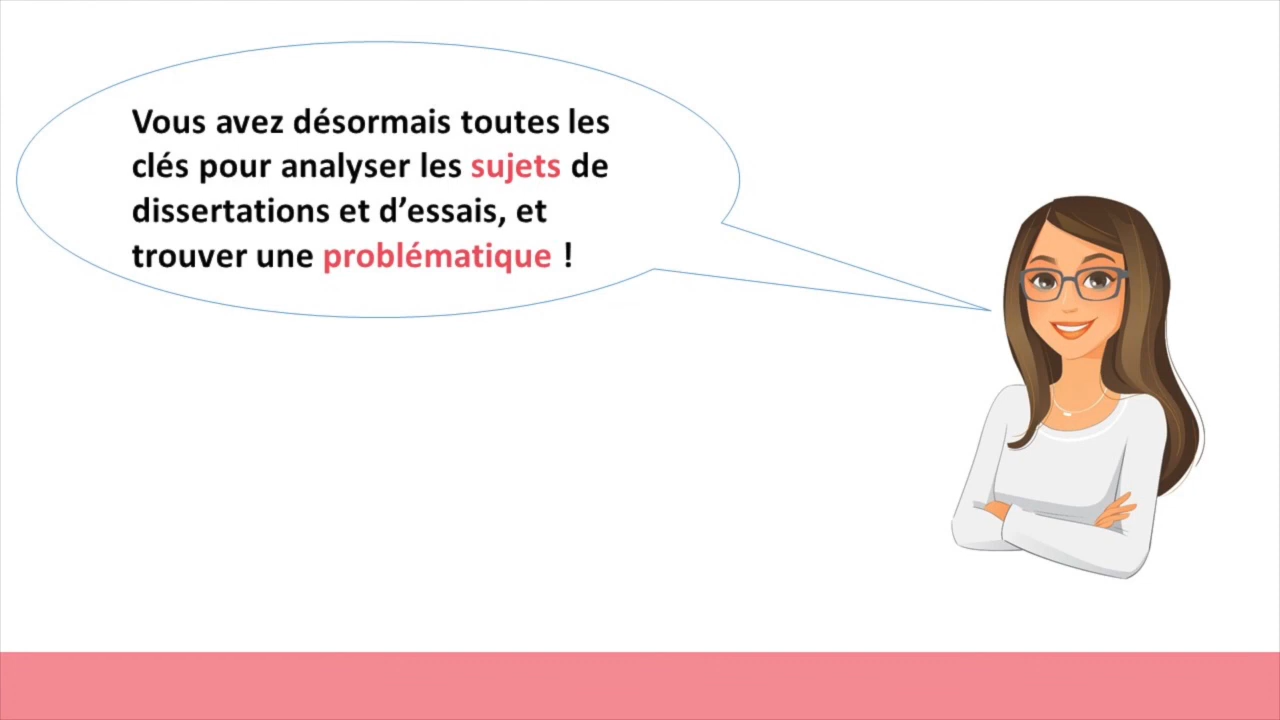 Vous avez désormais toutes les
clés pour analyser les sujets de
dissertations et d’essais, et
trouver une problématique !